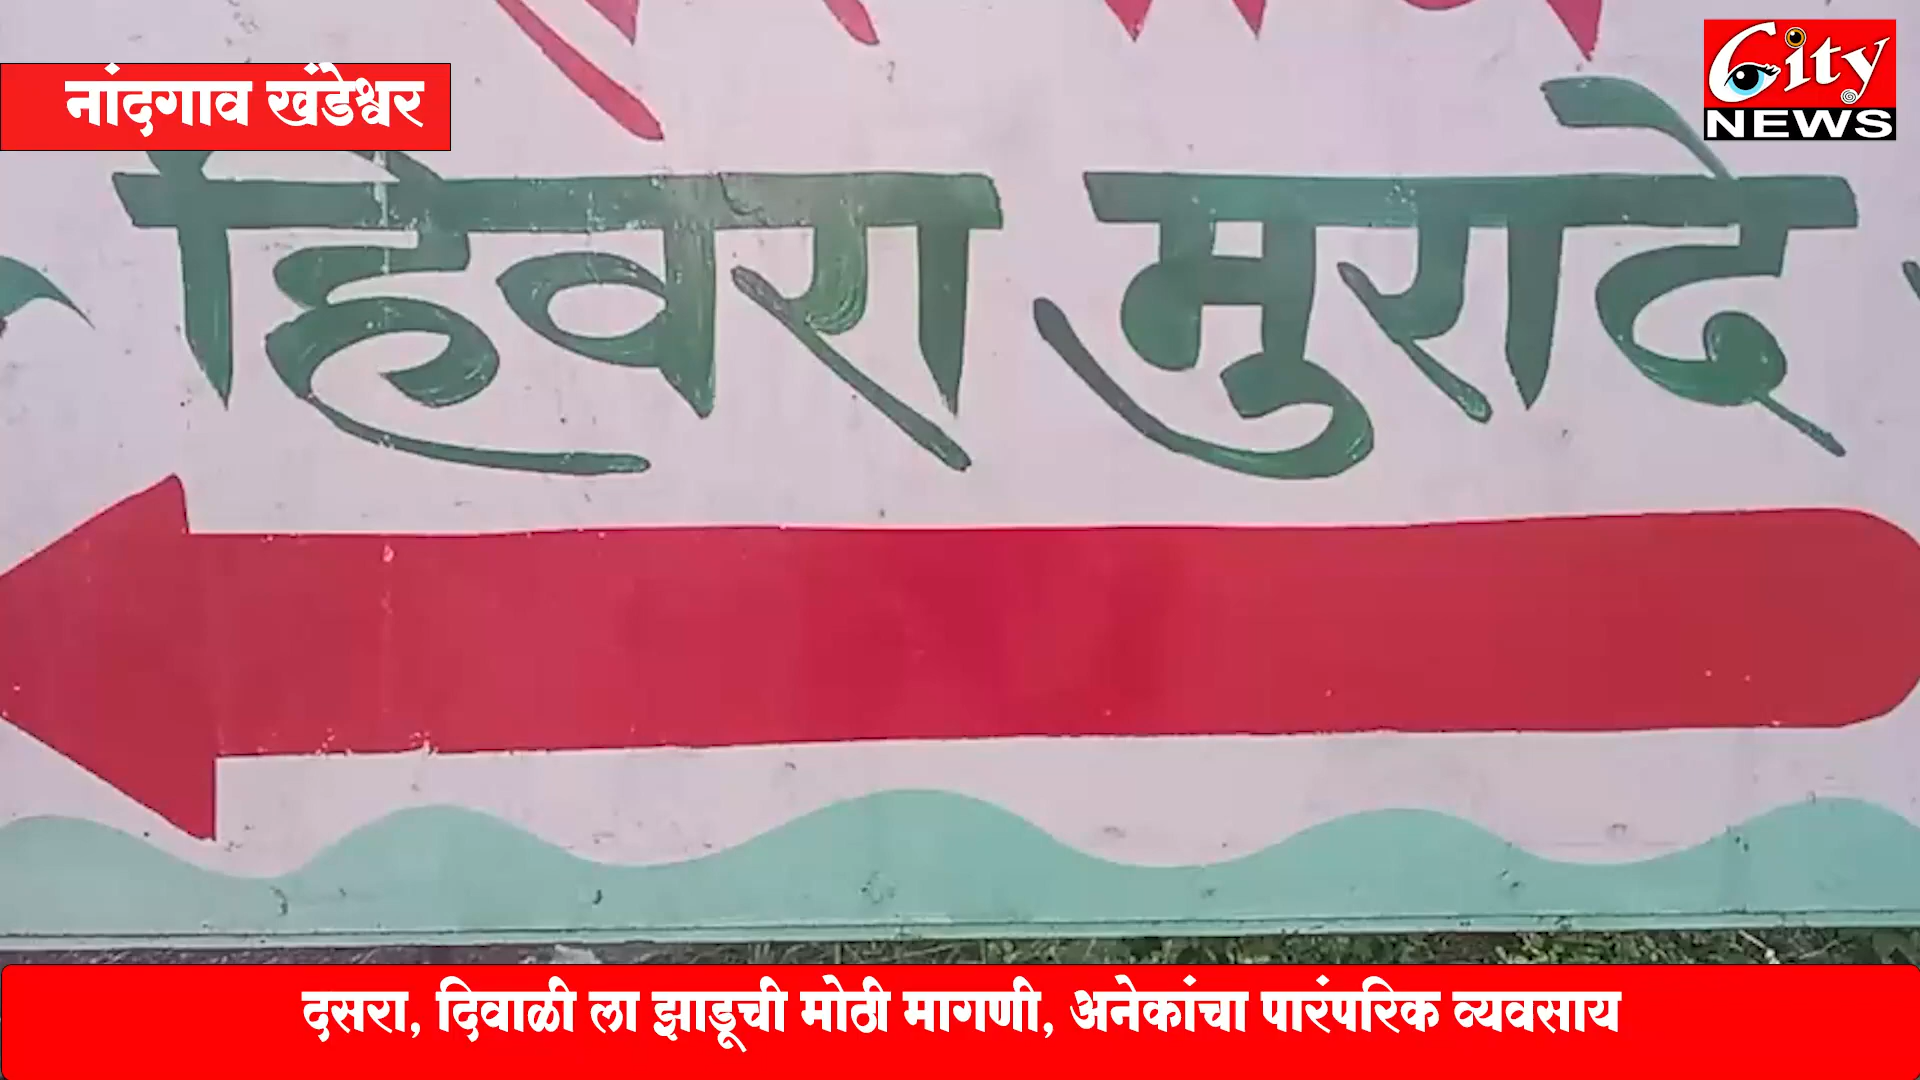 City
NEWS
नांदगाव खंडेश्वर
हिवरा मुरादे
दसरा, दिवाळी ला झाडूची मोठी मागणी, अनेकांचा पारंपरिक व्यवसाय